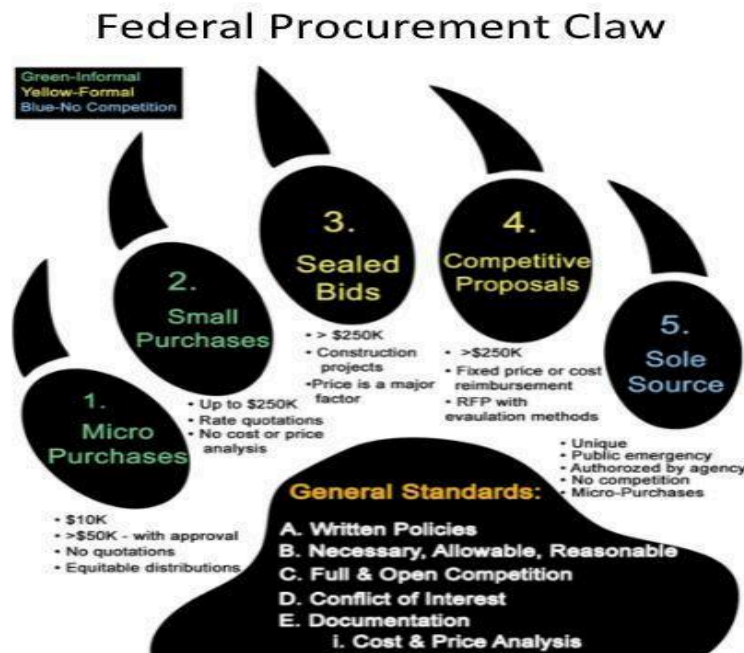 Federal Procurement Claw
Green-Informal
Yellow-Formal
Blue-No Competition
1.
Micro
Purchases
• $10K
• >$50K - with approval
• No quotations
• Equitable distributions
2.
Small
Purchases
• Up to $250K
• Rate quotations
• No cost or price
analysis
3.
Sealed
Bids
• > $250K
• Construction
projects
•Price is a major
factor
4.
Competitive
Proposals
• >$250K
• Fixed price or cost
reimbursement
• RFP with
evaulation methods
5.
Sole
Source
• Unique
• Public emergency
• Authorozed by agency
• No competition
• Micro-Purchases
General Standards:
A. Written Policies
B. Necessary, Allowable, Reasonable
C. Full & Open Competition
D. Conflict of Interest
E. Documentation
i. Cost & Price Analysis